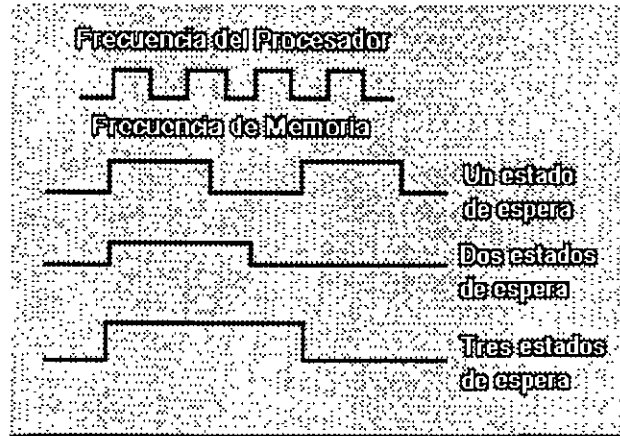 Frecuencia del Procesador
Frecuencia de Memoria
Un estado
de espera
Dos estados
de espera
Tres estados
de espera